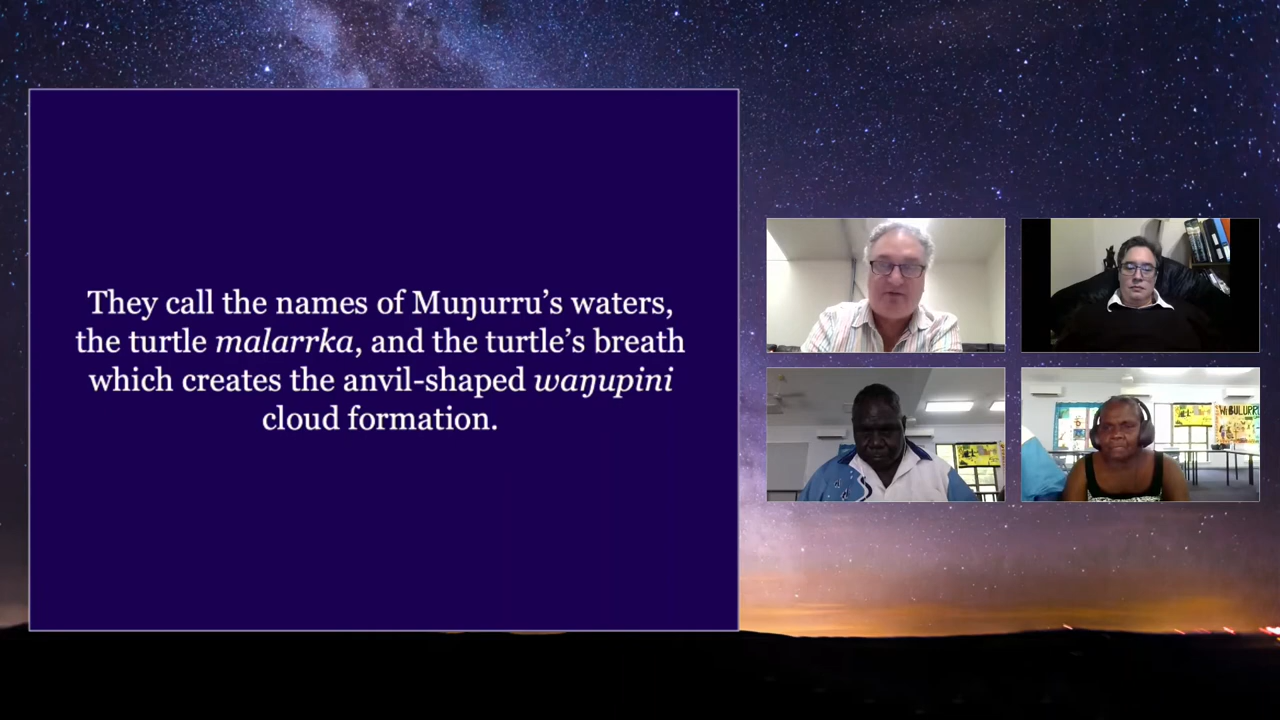 They call the names of Muŋurru’s waters,
the turtle malarrka, and the turtle’s breath
which creates the anvil-shaped waŋupini
cloud formation.